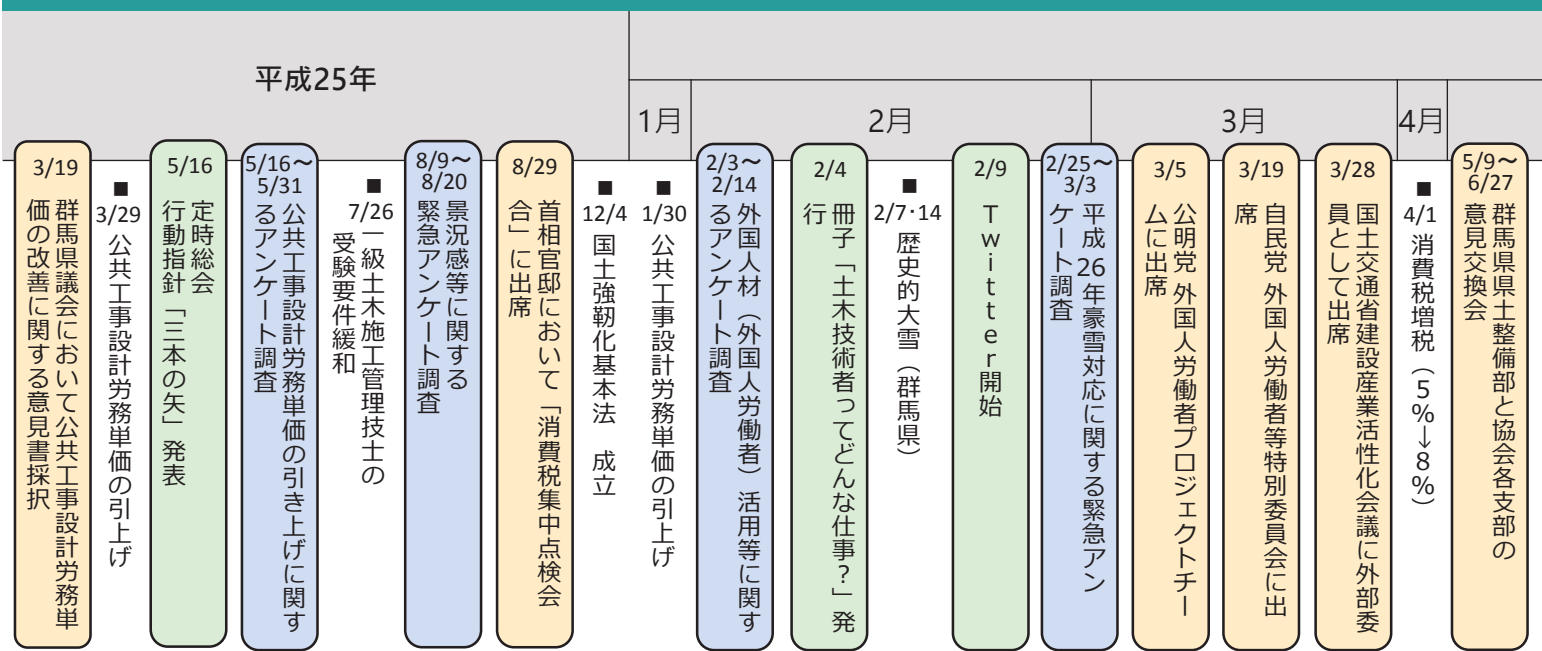 平成25年
1月
2月
3月
4月
3/19
群馬県議会において公共工事設計労務単
価の改善に関する意見書採択
■
3/29
公共工事設計労務単価の引上げ
5/16
定時総会
行動指針「三本の矢」発表
5/16～
5/31
公共工事設計労務単価の引き上げに関す
るアンケート調査
■
7/26
一級土木施工管理技士の
受験要件緩和
8/9～
8/20
景況感等に関する
緊急アンケート調査
8/29
首相官邸において「消費税集中点検会
合」に出席
■
12/4
国土強靭化基本法 成立
■
1/30
公共工事設計労務単価の引上げ
2/3～
2/14
外国人材（外国人労働者）活用等に関す
るアンケート調査
2/4
冊子「土木技術者ってどんな仕事？」発
行
■
2/7・14
歴史的大雪（群馬県）
2/9
Twitter開始
2/25～
3/3
平成26年豪雪対応に関する緊急アン
ケート調査
3/5
公明党 外国人労働者プロジェクトチー
ムに出席
3/19
自民党 外国人労働者等特別委員会に出
席
3/28
国土交通省建設産業活性化会議に外部委
員として出席
■
4/1
消費税増税（5％→8％）
5/9～
6/27
群馬県県土整備部と協会各支部の
意見交換会